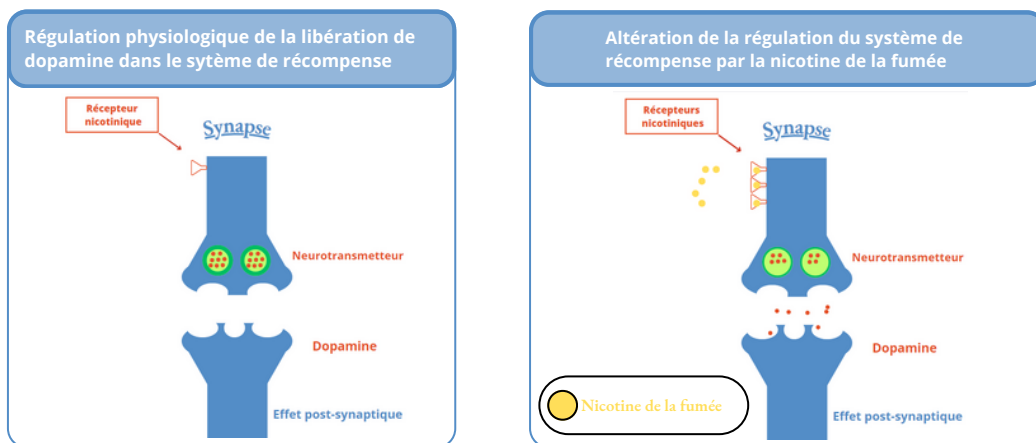 Régulation physiologique de la libération de
dopamine dans le sytème de récompense
Récepteur
nicotinique
Synapse
Neurotransmetteur
Dopamine
Effet post-synaptique
Altération de la régulation du système de
récompense par la nicotine de la fumée
Récepteurs
nicotiniques
Synapse
Neurotransmetteur
Dopamine
Nicotine de la fumée
Effet post-synaptique